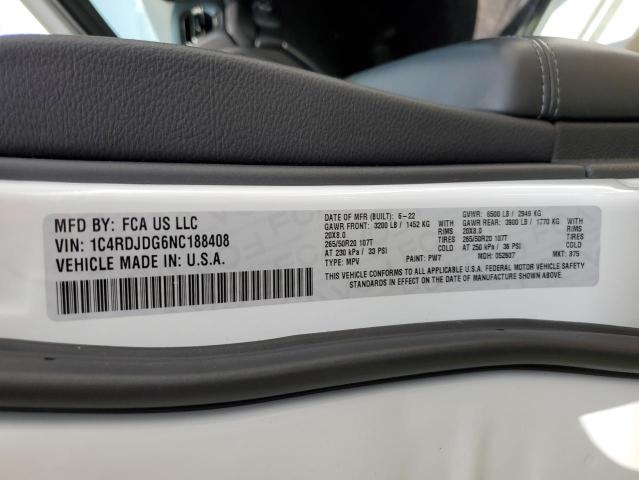 MFD BY: FCA US LLC
VIN: 1C4RDJDG6NC188408
VEHICLE MADE IN: U.S.A.
DATE OF MFR (BUILT): 6-22
GAWR FRONT: 3200 LB / 1452 KG WITH
20X8.0 RIMS
265/50R20 107T
AT 230 kPa / 33 PSI COLD
TYPE: MPV PAINT: PW7
GVWR: 6500 LB / 2949 KG
GAWR REAR: 3900 LB / 1770 KG WITH
20X8.0 RIMS
265/50R20 107T
AT 250 kPa / 36 PSI COLD
MDH: 052607 MKT: 875
THIS VEHICLE CONFORMS TO ALL APPLICABLE U.S.A. FEDERAL MOTOR VEHICLE SAFETY
STANDARDS IN EFFECT ON THE DATE OF MANUFACTURE SHOWN ABOVE.